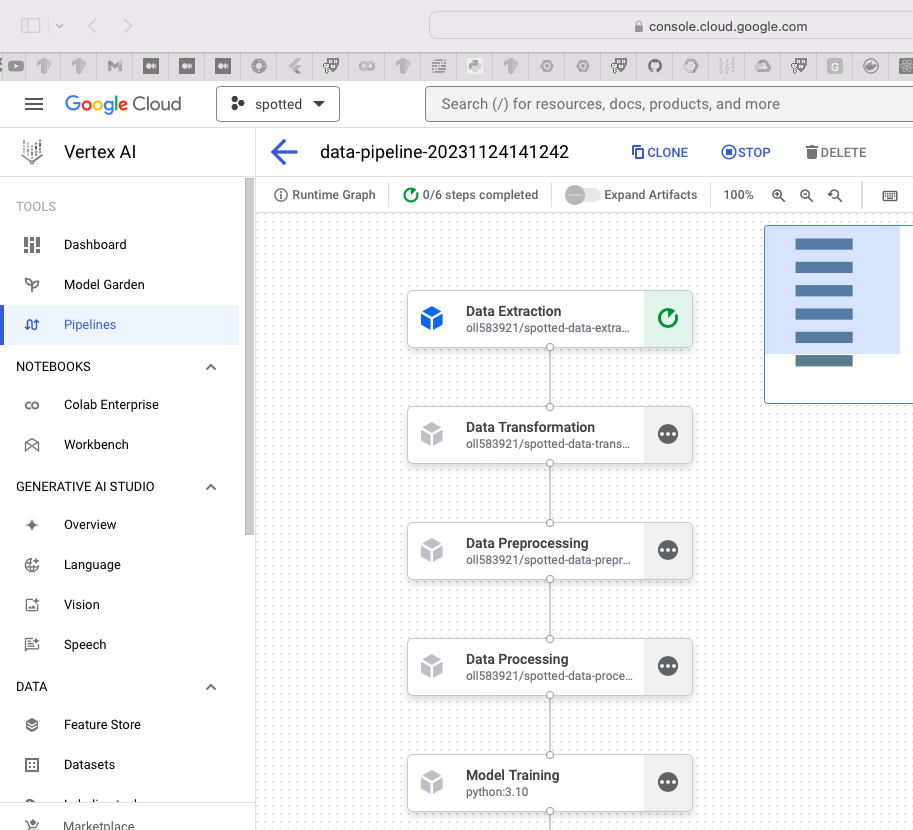 console.cloud.google.com
Google Cloud
spotted
Search (/) for resources, docs, products, and more
Vertex AI
data-pipeline-20231124141242
CLONE
STOP
DELETE
Runtime Graph
0/6 steps completed
Expand Artifacts
100%
TOOLS
Dashboard
Model Garden
Pipelines
NOTEBOOKS
Colab Enterprise
Workbench
GENERATIVE AI STUDIO
Overview
Language
Vision
Speech
DATA
Feature Store
Datasets
Marketplace
Data Extraction
oll583921/spotted-data-extra...
Data Transformation
oll583921/spotted-data-trans...
Data Preprocessing
oll583921/spotted-data-prepr...
Data Processing
oll583921/spotted-data-proce...
Model Training
python:3.10